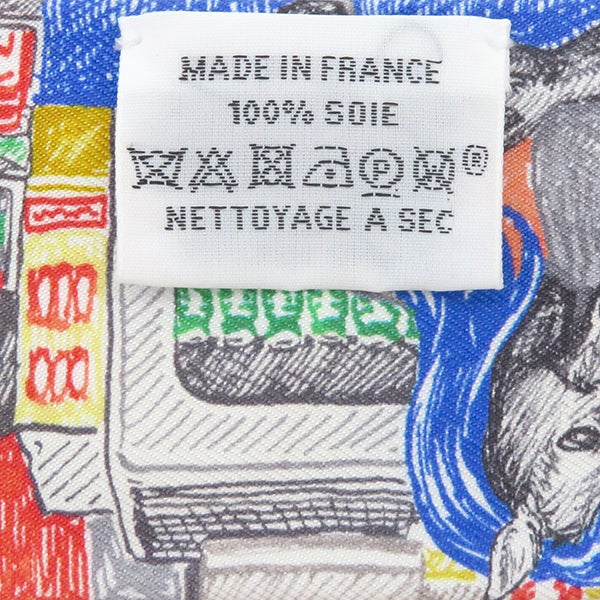 MADE IN FRANCE
100% SOIE
P ®
NETTOYAGE A SEC